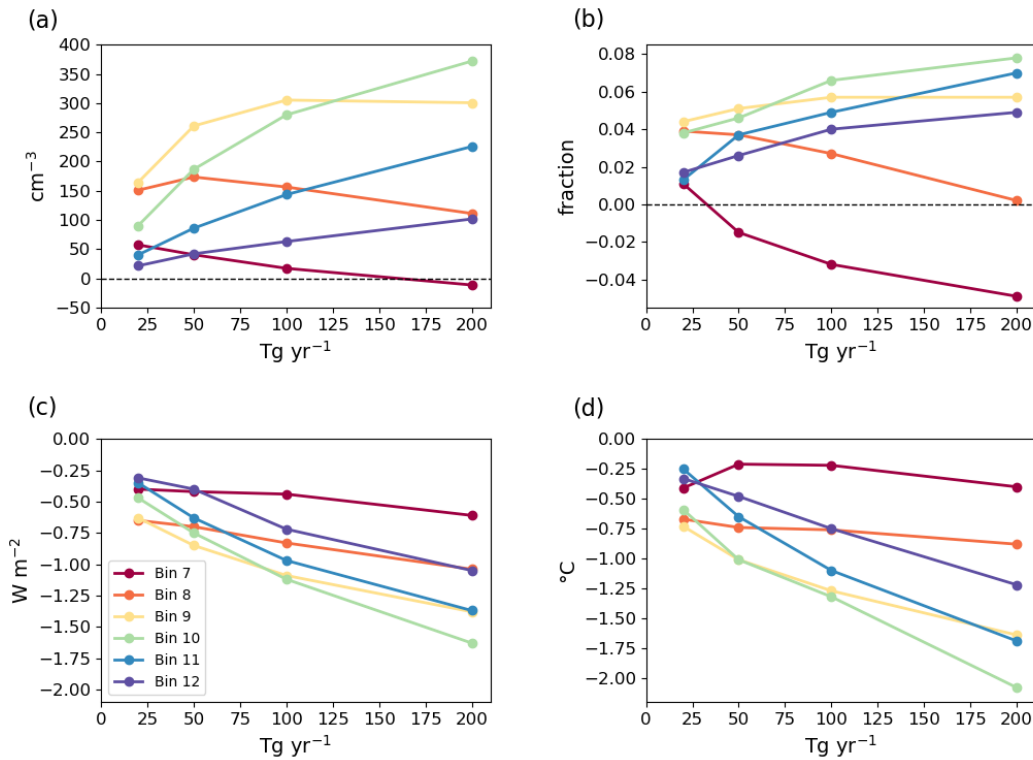 (a)
400
350
300
250
200
150
100
50
0
−50
cm⁻³
0 25 50 75 100 125 150 175 200
Tg yr⁻¹
(b)
0.08
0.06
0.04
0.02
0.00
−0.02
−0.04
fraction
0 25 50 75 100 125 150 175 200
Tg yr⁻¹
(c)
0.00
−0.25
−0.50
−0.75
−1.00
−1.25
−1.50
−1.75
−2.00
W m⁻²
Bin 7
Bin 8
Bin 9
Bin 10
Bin 11
Bin 12
0 25 50 75 100 125 150 175 200
Tg yr⁻¹
(d)
0.00
−0.25
−0.50
−0.75
−1.00
−1.25
−1.50
−1.75
−2.00
°C
0 25 50 75 100 125 150 175 200
Tg yr⁻¹